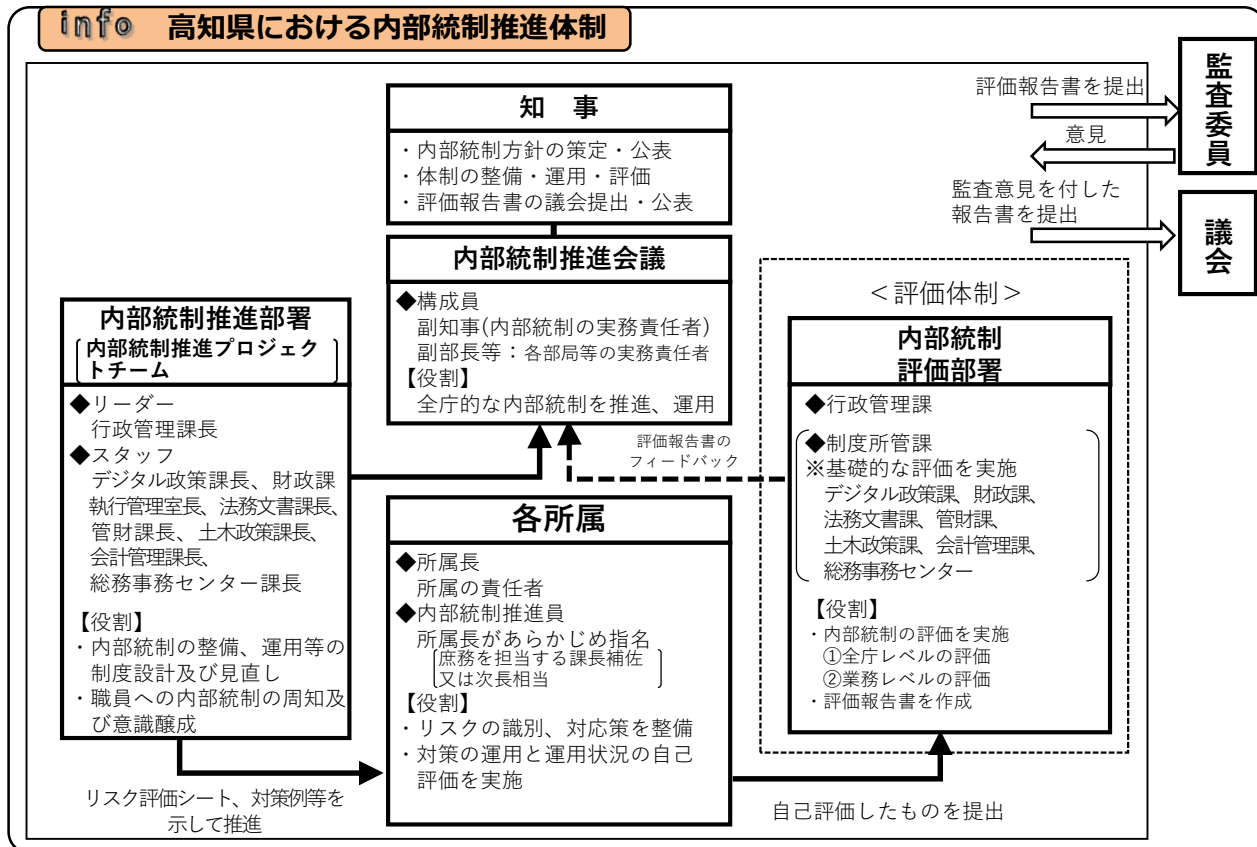 info 高知県における内部統制推進体制
監査委員
評価報告書を提出
意見
監査意見を付した
報告書を提出
議会
知 事
・内部統制方針の策定・公表
・体制の整備・運用・評価
・評価報告書の議会提出・公表
内部統制推進会議
◆構成員
副知事(内部統制の実務責任者)
副部長等：各部局等の実務責任者
【役割】
全庁的な内部統制を推進、運用
内部統制推進部署
内部統制推進プロジェク
トチーム
◆リーダー
行政管理課長
◆スタッフ
デジタル政策課長、財政課
執行管理室長、法務文書課長、
管財課長、土木政策課長、
会計管理課長、
総務事務センター課長
【役割】
・内部統制の整備、運用等の
制度設計及び見直し
・職員への内部統制の周知及
び意識醸成
リスク評価シート、対策例等を
示して推進
各所属
◆所属長
所属の責任者
◆内部統制推進員
所属長があらかじめ指名
庶務を担当する課長補佐
又は次長相当
【役割】
・リスクの識別、対応策を整備
・対策の運用と運用状況の自己
評価を実施
評価報告書の
フィードバック
自己評価したものを提出
＜評価体制＞
内部統制
評価部署
◆行政管理課
◆制度所管課
※基礎的な評価を実施
デジタル政策課、財政課、
法務文書課、管財課、
土木政策課、会計管理課、
総務事務センター
【役割】
・内部統制の評価を実施
①全庁レベルの評価
②業務レベルの評価
・評価報告書を作成